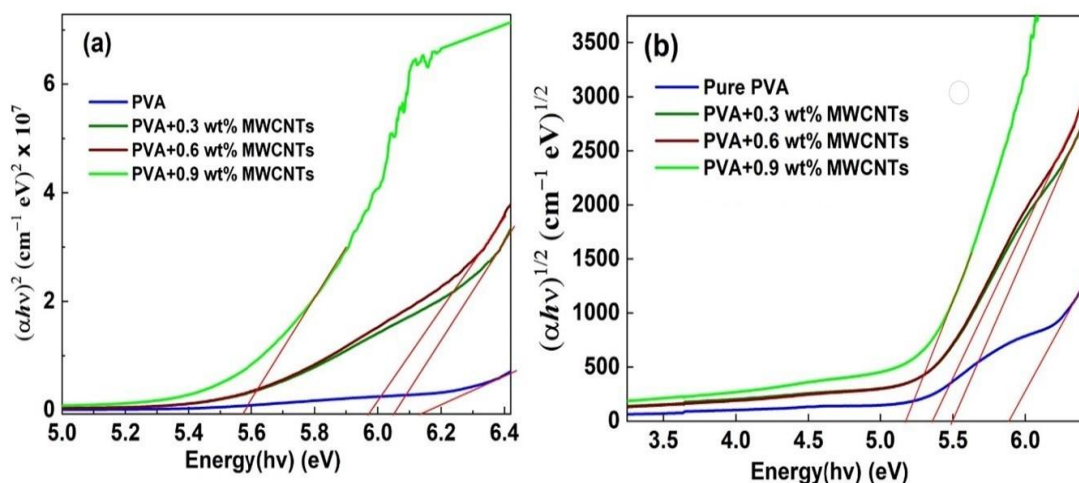 (a)
PVA
PVA+0.3 wt% MWCNTs
PVA+0.6 wt% MWCNTs
PVA+0.9 wt% MWCNTs
(αhν)² (cm⁻¹ eV)² x 10⁷
6
4
2
0
5.0 5.2 5.4 5.6 5.8 6.0 6.2 6.4
Energy(hν) (eV)
(b)
Pure PVA
PVA+0.3 wt% MWCNTs
PVA+0.6 wt% MWCNTs
PVA+0.9 wt% MWCNTs
(αhν)¹/² (cm⁻¹ eV)¹/²
3500
3000
2500
2000
1500
1000
500
0
3.5 4.0 4.5 5.0 5.5 6.0
Energy(hν) (eV)